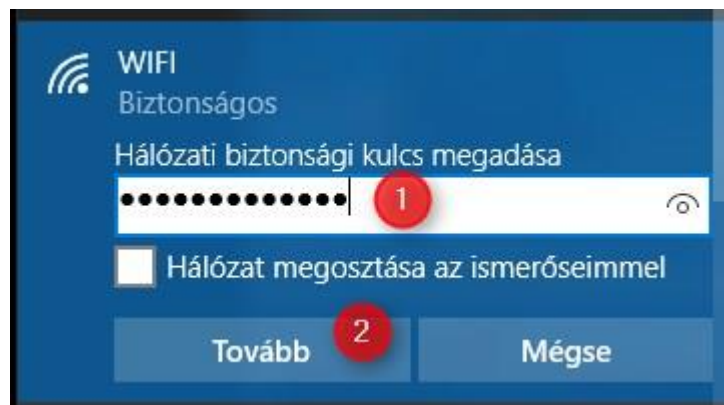 WIFI
Biztonságos
Hálózati biztonsági kulcs megadása
••••••••••••• 1
Hálózat megosztása az ismerőseimmel
Tovább 2 Mégse